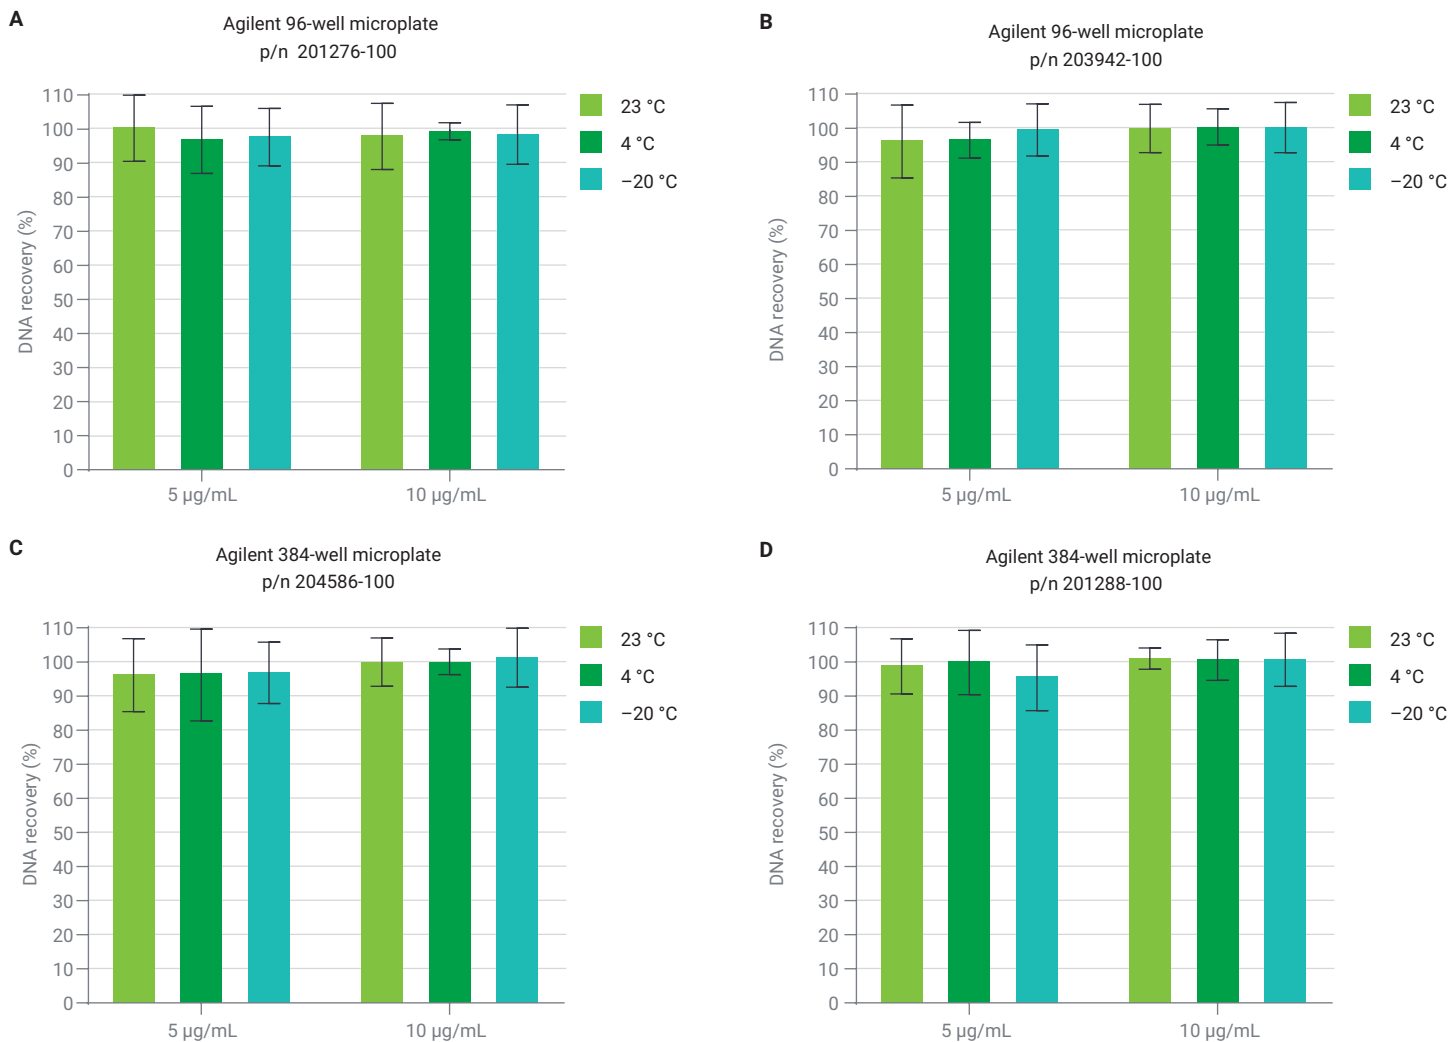 A
Agilent 96-well microplate
p/n 201276-100
110
100
90
80
70
60
50
40
30
20
10
0
DNA recovery (%)
5 µg/mL
10 µg/mL
23 °C
4 °C
−20 °C
B
Agilent 96-well microplate
p/n 203942-100
110
100
90
80
70
60
50
40
30
20
10
0
DNA recovery (%)
5 µg/mL
10 µg/mL
23 °C
4 °C
−20 °C
C
Agilent 384-well microplate
p/n 204586-100
110
100
90
80
70
60
50
40
30
20
10
0
DNA recovery (%)
5 µg/mL
10 µg/mL
23 °C
4 °C
−20 °C
D
Agilent 384-well microplate
p/n 201288-100
110
100
90
80
70
60
50
40
30
20
10
0
DNA recovery (%)
5 µg/mL
10 µg/mL
23 °C
4 °C
−20 °C